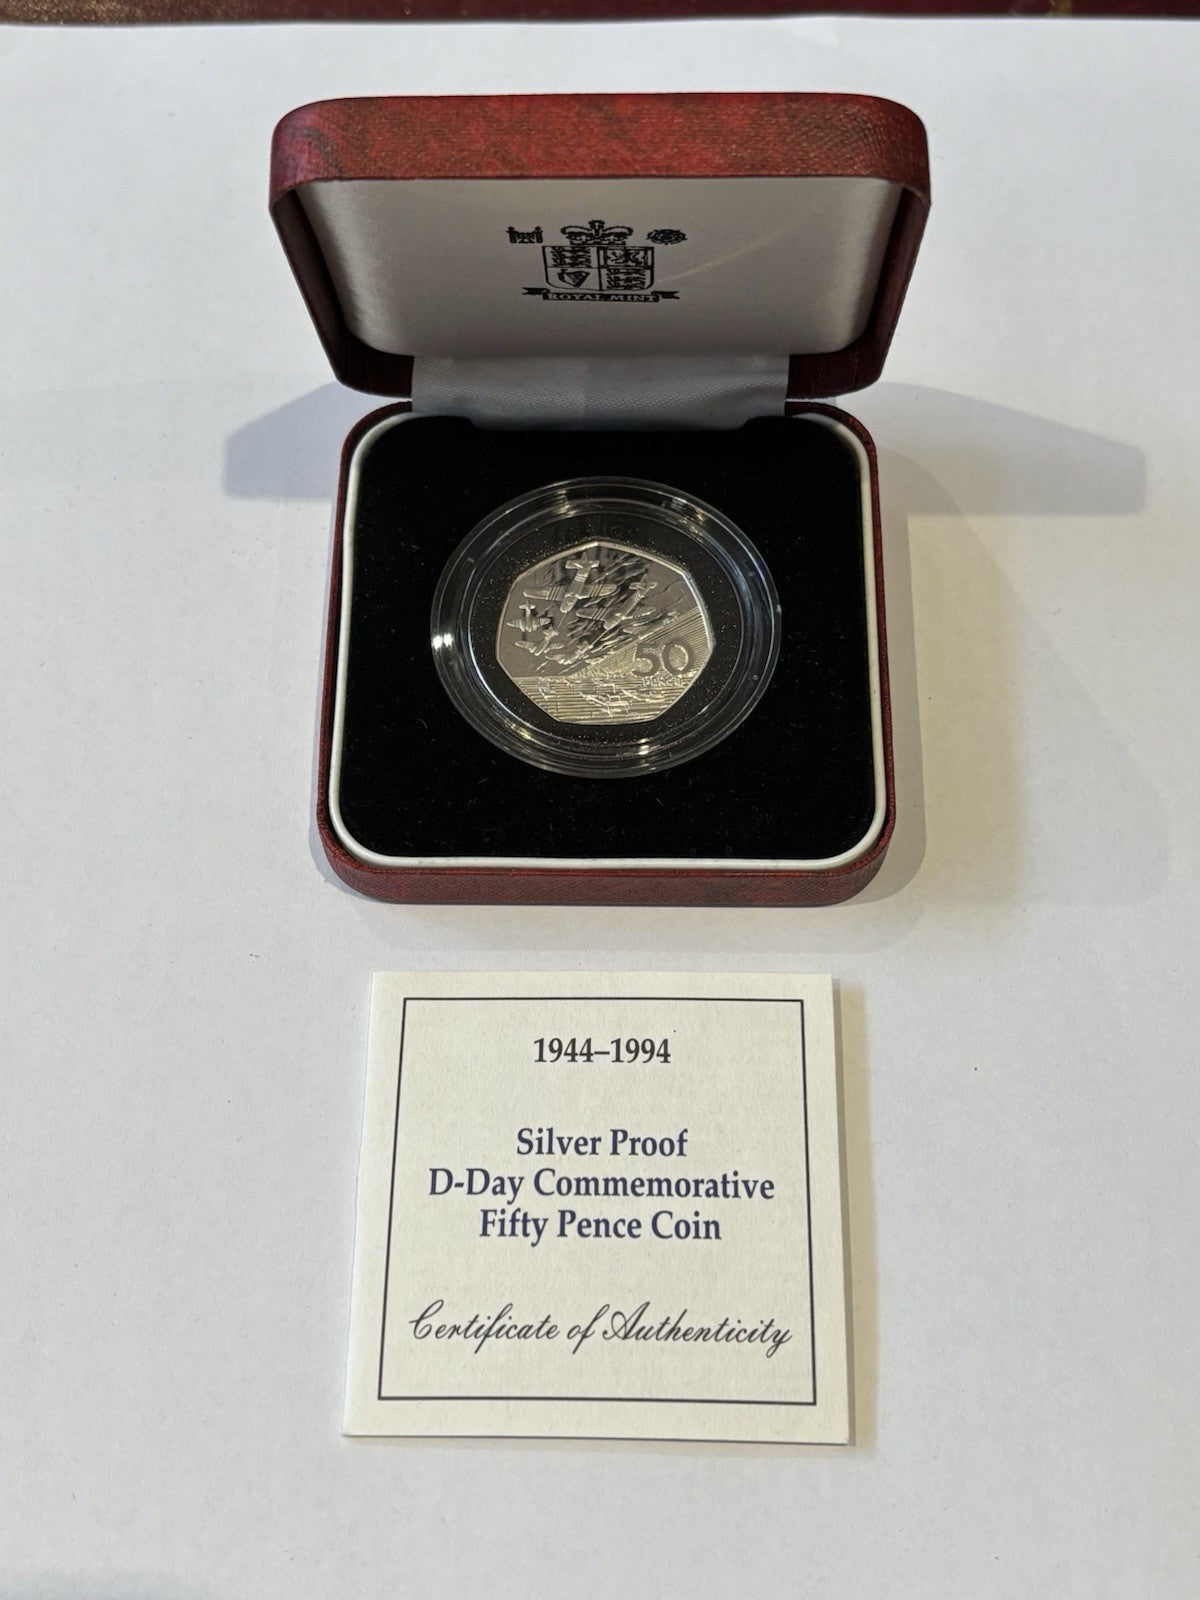 ROYAL MINT
50
PENCE
1944–1994
Silver Proof
D-Day Commemorative
Fifty Pence Coin
Certificate of Authenticity